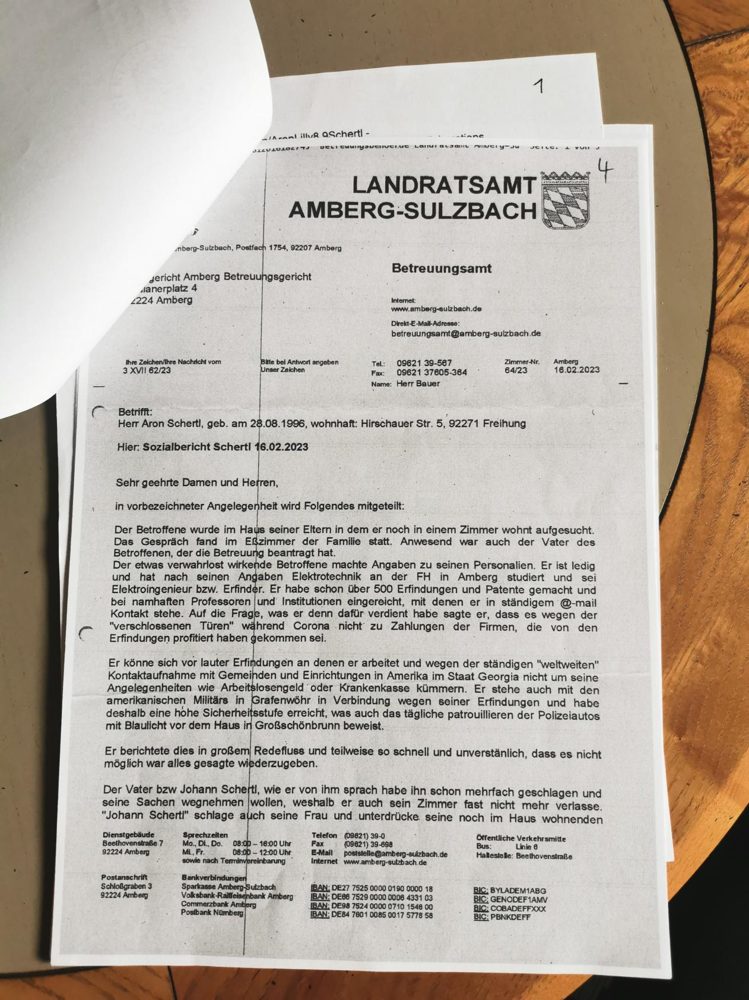 1
4
LANDRATSAMT
AMBERG-SULZBACH
mberg-Sulzbach, Postfach 1754, 92207 Amberg
gericht Amberg Betreuungsgericht
ianerplatz 4
2224 Amberg
Betreuungsamt
Internet:
www.amberg-sulzbach.de
Direkt-E-Mail-Adresse:
betreuungsamt@amberg-sulzbach.de
Ihre Zeichen/Ihre Nachricht vom
3 XVII 62/23
Bitte bei Antwort angeben
Unser Zeichen
Tel.: 09621 39-567
Fax: 09621 37605-364
Name: Herr Bauer
Zimmer-Nr.
64/23
Amberg
16.02.2023
Betrifft:
Herr Aron Schertl, geb. am 28.08.1996, wohnhaft: Hirschauer Str. 5, 92271 Freihung
Hier: Sozialbericht Schertl 16.02.2023
Sehr geehrte Damen und Herren,
in vorbezeichneter Angelegenheit wird Folgendes mitgeteilt:
Der Betroffene wurde im Haus seiner Eltern in dem er noch in einem Zimmer wohnt aufgesucht.
Das Gespräch fand im Eßzimmer der Familie statt. Anwesend war auch der Vater des
Betroffenen, der die Betreuung beantragt hat.
Der etwas verwahrlost wirkende Betroffene machte Angaben zu seinen Personalien. Er ist ledig
und hat nach seinen Angaben Elektrotechnik an der FH in Amberg studiert und sei
Elektroingenieur bzw. Erfinder. Er habe schon über 500 Erfindungen und Patente gemacht und
bei namhaften Professoren und Institutionen eingereicht, mit denen er in ständigem @-mail
Kontakt stehe. Auf die Frage, was er denn dafür verdient habe sagte er, dass es wegen der
"verschlossenen Türen" während Corona nicht zu Zahlungen der Firmen, die von den
Erfindungen profitiert haben gekommen sei.
Er könne sich vor lauter Erfindungen an denen er arbeitet und wegen der ständigen "weltweiten"
Kontaktaufnahme mit Gemeinden und Einrichtungen in Amerika im Staat Georgia nicht um seine
Angelegenheiten wie Arbeitslosengeld oder Krankenkasse kümmern. Er stehe auch mit den
amerikanischen Militärs in Grafenwöhr in Verbindung wegen seiner Erfindungen und habe
deshalb eine hohe Sicherheitsstufe erreicht, was auch das tägliche patrouillieren der Polizeiautos
mit Blaulicht vor dem Haus in Großschönbrunn beweist.
Er berichtete dies in großem Redefluss und teilweise so schnell und unverstänlich, dass es nicht
möglich war alles gesagte wiederzugeben.
Der Vater bzw Johann Schertl, wie er von ihm sprach habe ihn schon mehrfach geschlagen und
seine Sachen wegnehmen wollen, weshalb er auch sein Zimmer fast nicht mehr verlasse.
"Johann Schertl" schlage auch seine Frau und unterdrücke seine noch im Haus wohnenden
Dienstgebäude
Beethovenstraße 7
92224 Amberg
Sprechzeiten
Mo., Di., Do. 08:00 – 16:00 Uhr
Mi., Fr. 08:00 – 12:00 Uhr
sowie nach Terminvereinbarung
Telefon (09621) 39-0
Fax (09621) 39-698
E-Mail poststelle@amberg-sulzbach.de
Internet www.amberg-sulzbach.de
Öffentliche Verkehrsmitte
Bus: Linie 6
Haltestelle: Beethovenstraße
Postanschrift
Schloßgraben 3
92224 Amberg
Bankverbindungen
Sparkasse Amberg-Sulzbach
Volksbank-Raiffeisenbank Amberg
Commerzbank Amberg
Postbank Nürnberg
IBAN: DE27 7525 0000 0190 0000 18
IBAN: DE66 7529 0000 0006 4331 03
IBAN: DE98 7524 0000 0710 1546 00
IBAN: DE84 7601 0085 0017 5778 58
BIC: BYLADEM1ABG
BIC: GENODEF1AMV
BIC: COBADEFFXXX
BIC: PBNKDEFF